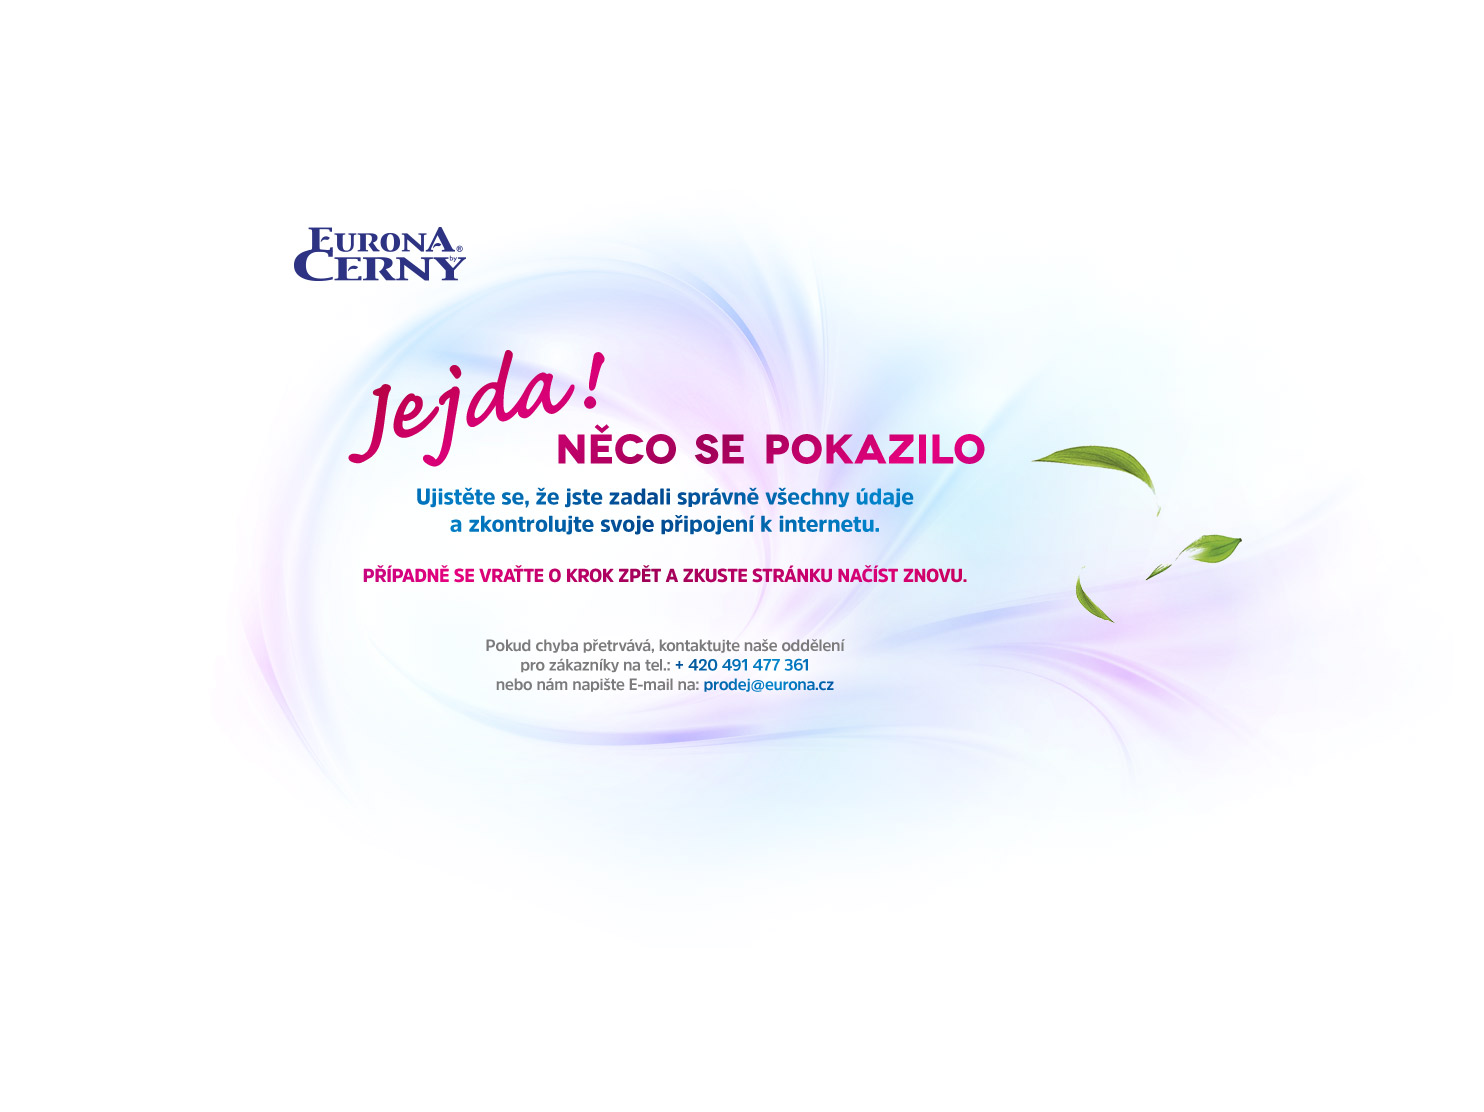 EURONA®
by CERNY
Jejda!
NĚCO SE POKAZILO
Ujistěte se, že jste zadali správně všechny údaje
a zkontrolujte svoje připojení k internetu.
PŘÍPADNĚ SE VRAŤTE O KROK ZPĚT A ZKUSTE STRÁNKU NAČÍST ZNOVU.
Pokud chyba přetrvává, kontaktujte naše oddělení
pro zákazníky na tel.: + 420 491 477 361
nebo nám napište E-mail na: prodej@eurona.cz